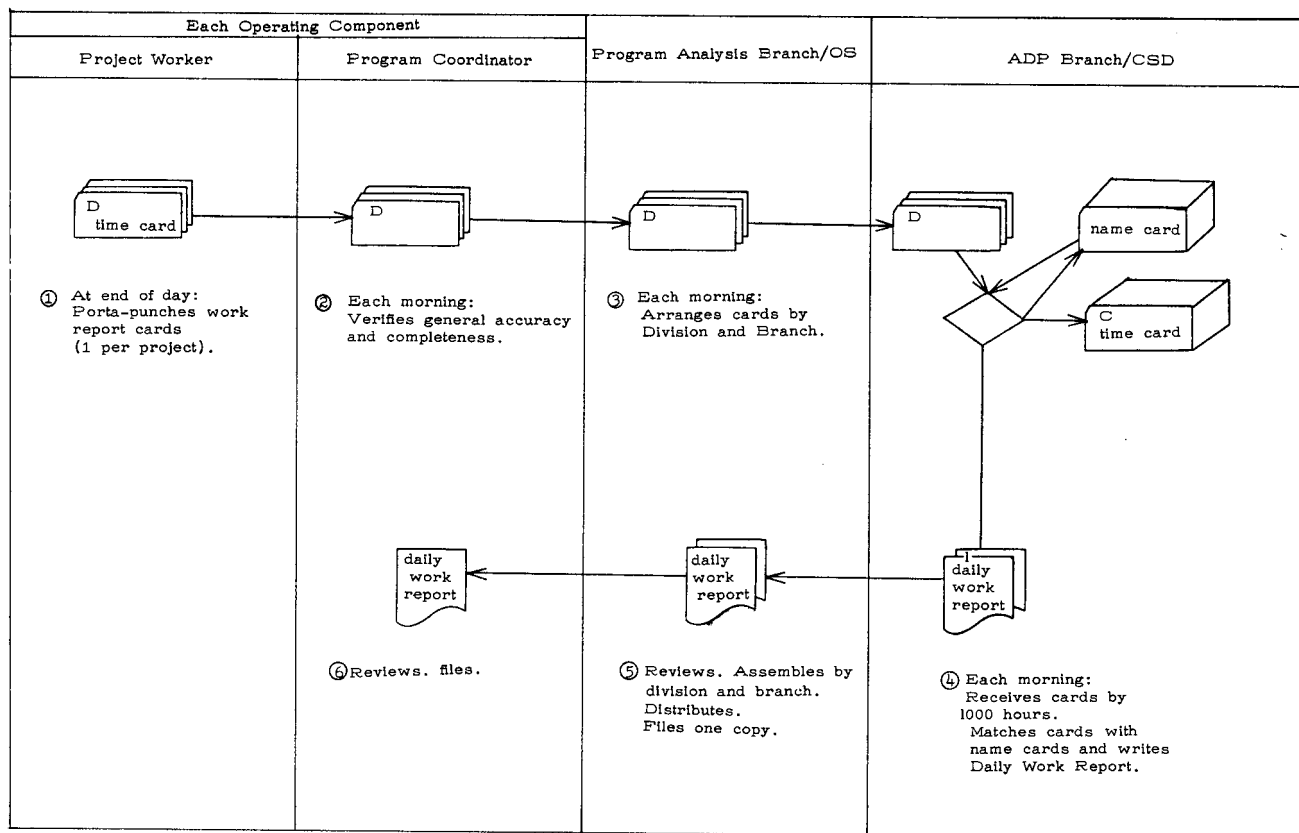 Each Operating Component
Project Worker
Program Coordinator
Program Analysis Branch/OS
ADP Branch/CSD
D
time card
D
D
D
name card
C
time card
① At end of day:
Porta-punches work
report cards
(1 per project).
② Each morning:
Verifies general accuracy
and completeness.
③ Each morning:
Arranges cards by
Division and Branch.
daily
work
report
daily
work
report
1
daily
work
report
⑥ Reviews. files.
⑤ Reviews. Assembles by
division and branch.
Distributes.
Files one copy.
④ Each morning:
Receives cards by
1000 hours.
Matches cards with
name cards and writes
Daily Work Report.